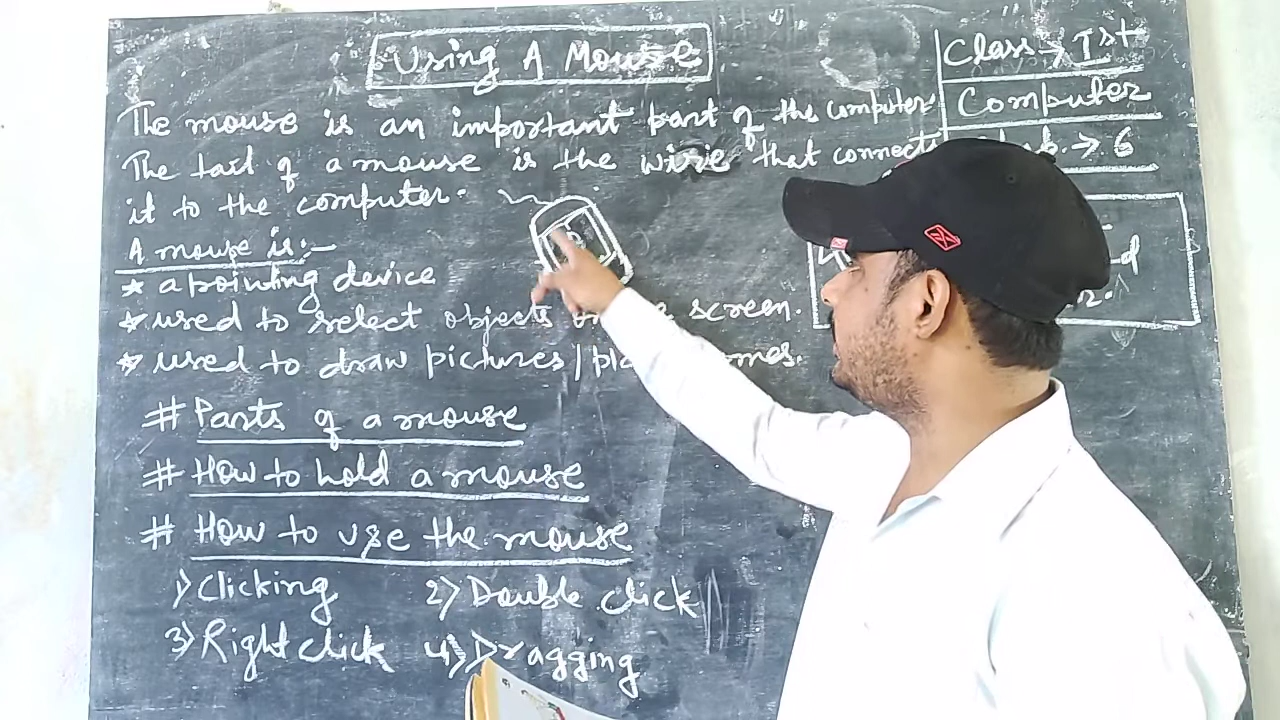 Using A Mouse
Class → Ist
Computer
→ 6
The mouse is an important part of the computer.
The tail of a mouse is the wire that connects
it to the computer.
A mouse is:-
* a pointing device
* used to select objects on screen.
* used to draw pictures /
# Parts of a mouse
# How to hold a mouse
# How to use the mouse
1) Clicking 2) Double click
3) Right click 4) Dragging